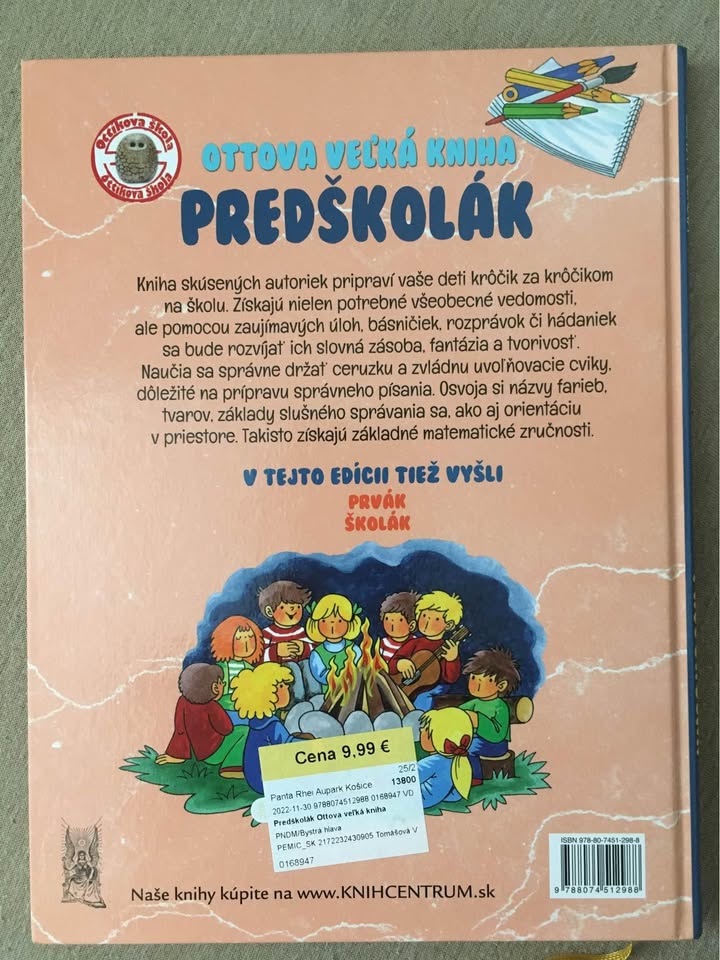 Ottíkova škola
Ottíkova škola
OTTOVA VEĽKÁ KNIHA
PREDŠKOLÁK
Kniha skúsených autoriek pripraví vaše deti krôčik za krôčikom
na školu. Získajú nielen potrebné všeobecné vedomosti,
ale pomocou zaujímavých úloh, básničiek, rozprávok či hádaniek
sa bude rozvíjať ich slovná zásoba, fantázia a tvorivosť.
Naučia sa správne držať ceruzku a zvládnu uvoľňovacie cviky,
dôležité na prípravu správneho písania. Osvoja si názvy farieb,
tvarov, základy slušného správania sa, ako aj orientáciu
v priestore. Takisto získajú základné matematické zručnosti.
V TEJTO EDÍCII TIEŽ VYŠLI
PRVÁK
ŠKOLÁK
Cena 9,99 €
25/2
Panta Rhei Aupark Košice 13800
2022-11-30 9788074512988 0168947 VD
Predškolák Ottova veľká kniha
PNDM/Bystrá hlava
PEMIC_SK 2172232430905 Tomášová V
0168947
ISBN 978-80-7451-298-8
9 788074 512988
Naše knihy kúpite na www.KNIHCENTRUM.sk